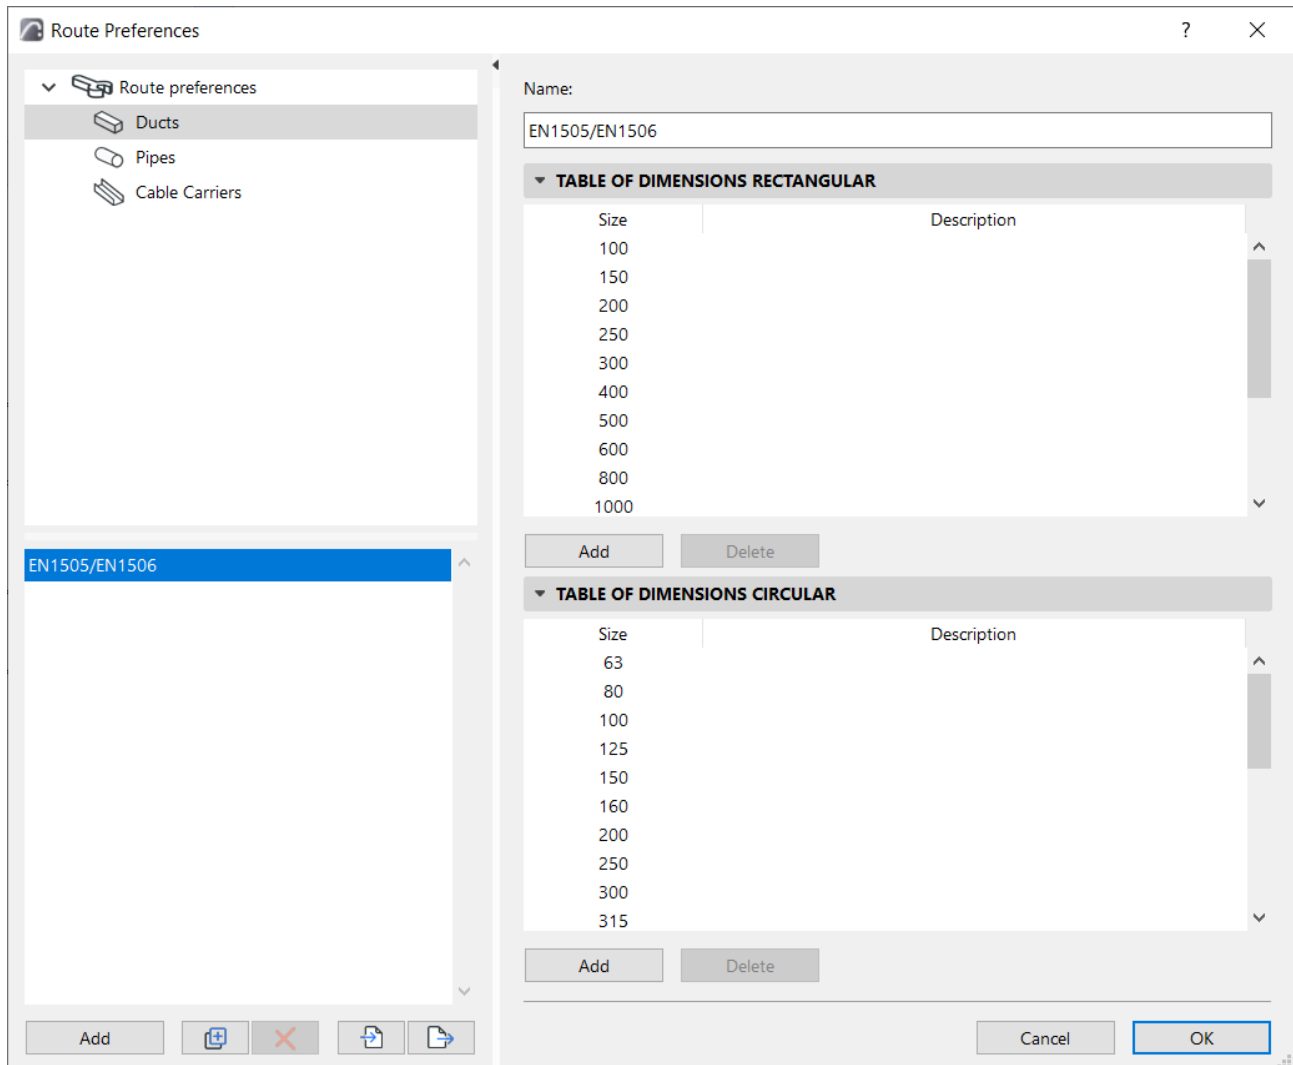 Route Preferences
?
Route preferences
Ducts
Pipes
Cable Carriers
EN1505/EN1506
Add
Name:
EN1505/EN1506
TABLE OF DIMENSIONS RECTANGULAR
Size Description
100
150
200
250
300
400
500
600
800
1000
Add Delete
TABLE OF DIMENSIONS CIRCULAR
Size Description
63
80
100
125
150
160
200
250
300
315
Add Delete
Cancel OK